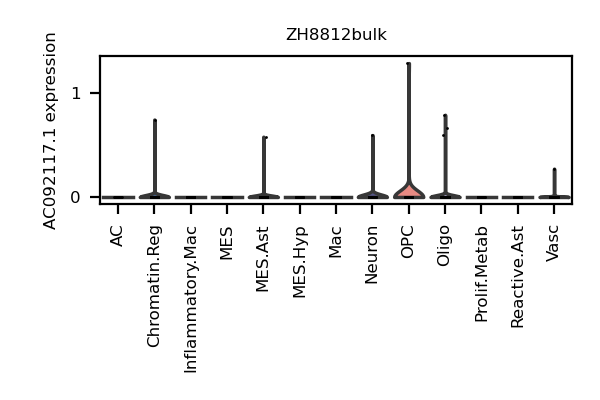 ZH8812bulk
AC092117.1 expression
1
0
AC
Chromatin.Reg
Inflammatory.Mac
MES
MES.Ast
MES.Hyp
Mac
Neuron
OPC
Oligo
Prolif.Metab
Reactive.Ast
Vasc